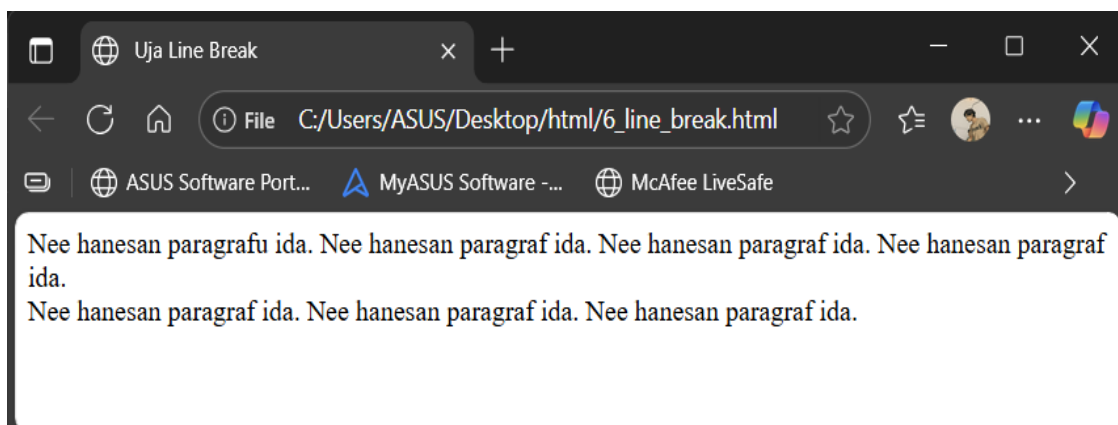 Uja Line Break
File C:/Users/ASUS/Desktop/html/6_line_break.html
ASUS Software Port... MyASUS Software -... McAfee LiveSafe
Nee hanesan paragrafu ida. Nee hanesan paragraf ida. Nee hanesan paragraf ida. Nee hanesan paragraf
ida.
Nee hanesan paragraf ida. Nee hanesan paragraf ida. Nee hanesan paragraf ida.